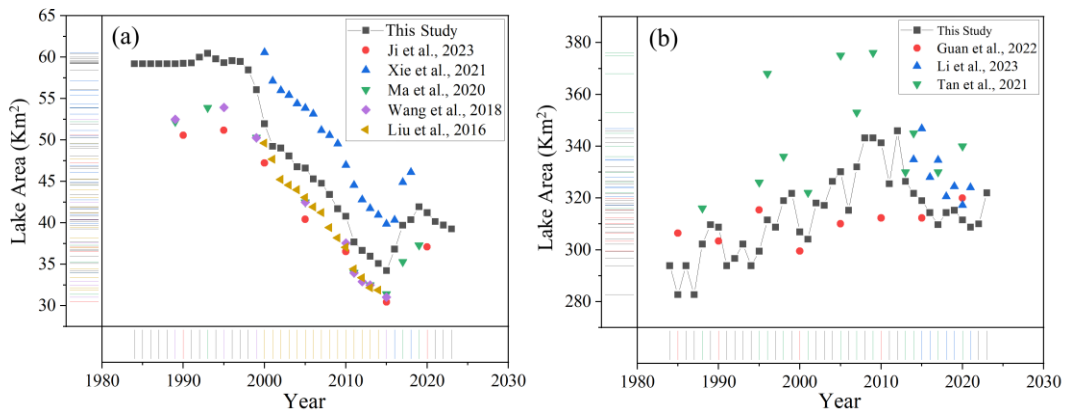 (a)
This Study
Ji et al., 2023
Xie et al., 2021
Ma et al., 2020
Wang et al., 2018
Liu et al., 2016
Lake Area (Km²)
65
60
55
50
45
40
35
30
1980
1990
2000
2010
2020
2030
Year
(b)
This Study
Guan et al., 2022
Li et al., 2023
Tan et al., 2021
Lake Area (Km²)
380
360
340
320
300
280
1980
1990
2000
2010
2020
2030
Year